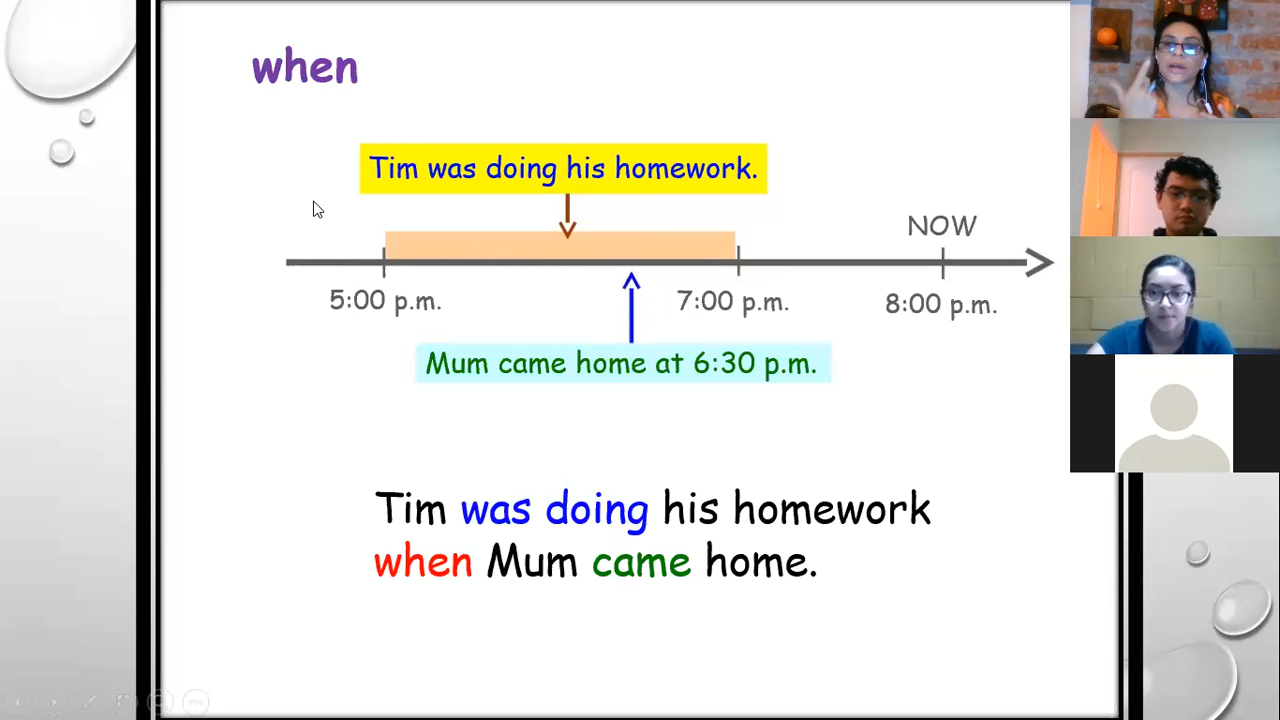 when
Tim was doing his homework.
NOW
5:00 p.m.
7:00 p.m.
8:00 p.m.
Mum came home at 6:30 p.m.
Tim was doing his homework
when Mum came home.